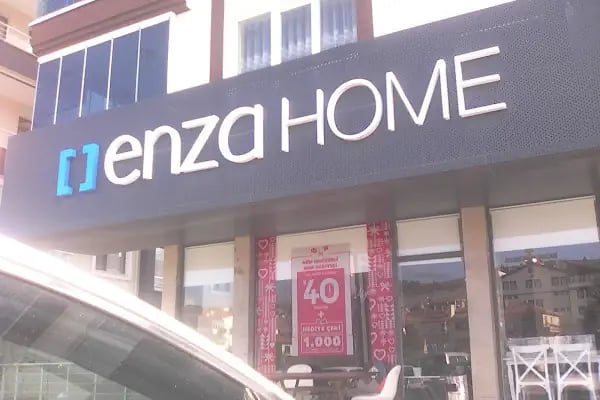 enza HOME
%40
+
HEDİYE ÇEKİ
1.000